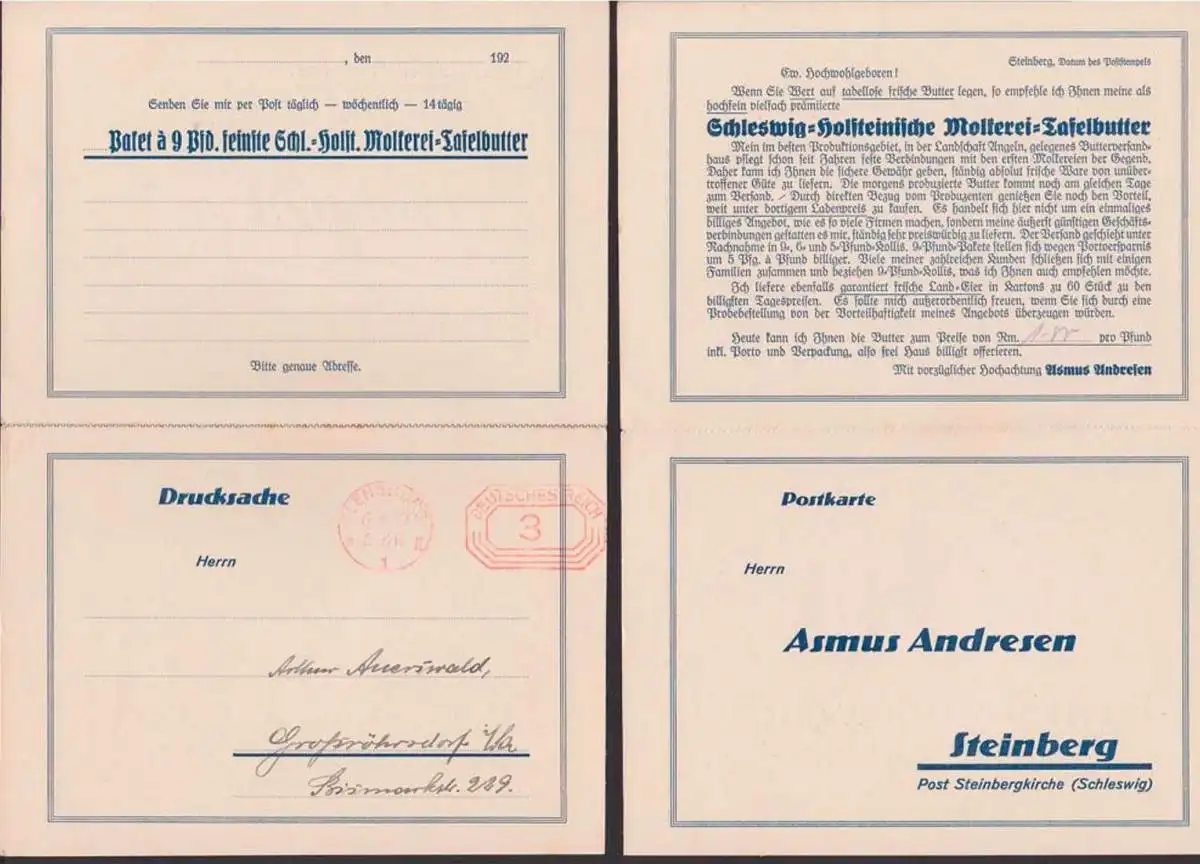 , den 192
Senden Sie mir per Post täglich — wöchentlich — 14tägig
Paket à 9 Pfd. feinste Schl.-Holst. Molkerei-Tafelbutter
Bitte genaue Adresse.
Drucksache
FLENSBURG
1
DEUTSCHES REICH
3
Herrn
Arthur Auerswald,
Großröhrsdorf i/Sa
Bismarckstr. 289.
Steinberg, Datum des Poststempels
Ew. Hochwohlgeboren!
Wenn Sie Wert auf tadellose frische Butter legen, so empfehle ich Ihnen meine als
hochfein vielfach prämiierte
Schleswig-Holsteinische Molkerei-Tafelbutter
Mein im besten Produktionsgebiet, in der Landschaft Angeln, gelegenes Butterversand-
haus pflegt schon seit Jahren feste Verbindungen mit den ersten Molkereien der Gegend.
Daher kann ich Ihnen die sichere Gewähr geben, ständig absolut frische Ware von unüber-
troffener Güte zu liefern. Die morgens produzierte Butter kommt noch am gleichen Tage
zum Versand. Durch direkten Bezug vom Produzenten genießen Sie noch den Vorteil,
weit unter dortigem Ladenpreis zu kaufen. Es handelt sich hier nicht um ein einmaliges
billiges Angebot, wie es so viele Firmen machen, sondern meine äußerst günstigen Geschäfts-
verbindungen gestatten es mir, ständig sehr preiswürdig zu liefern. Der Versand geschieht unter
Nachnahme in 9-, 6- und 5-Pfund-Kollis. 9-Pfund-Pakete stellen sich wegen Portoersparnis
um 5 Pfg. à Pfund billiger. Viele meiner zahlreichen Kunden schließen sich mit einigen
Familien zusammen und beziehen 9-Pfund-Kollis, was ich Ihnen auch empfehlen möchte.
Ich liefere ebenfalls garantiert frische Land-Eier in Kartons zu 60 Stück zu den
billigsten Tagespreisen. Es sollte mich außerordentlich freuen, wenn Sie sich durch eine
Probebestellung von der Vorteilhaftigkeit meines Angebots überzeugen würden.
Heute kann ich Ihnen die Butter zum Preise von Rm. pro Pfund
inkl. Porto und Verpackung, also frei Haus billigst offerieren.
Mit vorzüglicher Hochachtung Asmus Andresen
Postkarte
Herrn
Asmus Andresen
Steinberg
Post Steinbergkirche (Schleswig)